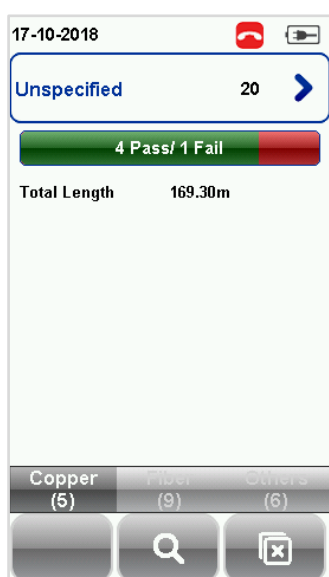 17-10-2018
Unspecified 20
4 Pass/ 1 Fail
Total Length 169.30m
Copper Fiber Others
(5) (9) (6)